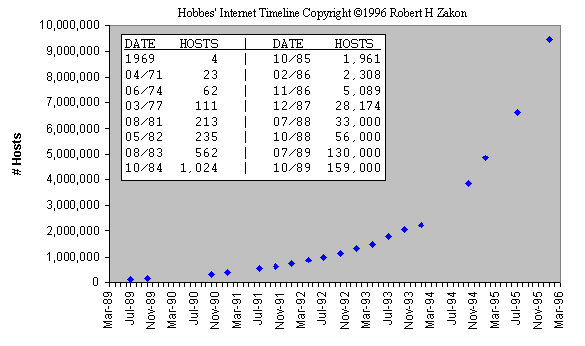 Hobbes' Internet Timeline Copyright ©1996 Robert H Zakon
# Hosts
10,000,000
9,000,000
8,000,000
7,000,000
6,000,000
5,000,000
4,000,000
3,000,000
2,000,000
1,000,000
0
DATE HOSTS | DATE HOSTS
1969 4 | 10/85 1,961
04/71 23 | 02/86 2,308
06/74 62 | 11/86 5,089
03/77 111 | 12/87 28,174
08/81 213 | 07/88 33,000
05/82 235 | 10/88 56,000
08/83 562 | 07/89 130,000
10/84 1,024 | 10/89 159,000
Mar-89
Jul-89
Nov-89
Mar-90
Jul-90
Nov-90
Mar-91
Jul-91
Nov-91
Mar-92
Jul-92
Nov-92
Mar-93
Jul-93
Nov-93
Mar-94
Jul-94
Nov-94
Mar-95
Jul-95
Nov-95
Mar-96